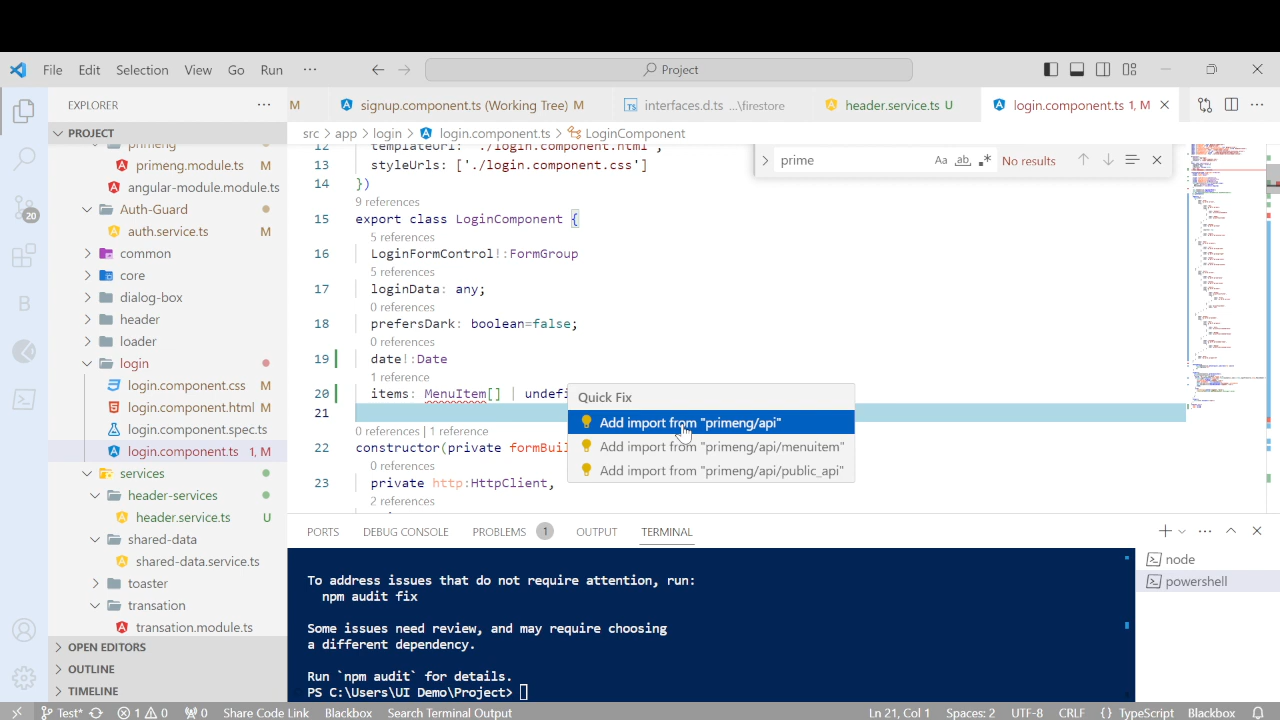 File Edit Selection View Go Run ··· Project
EXPLORER ···
M signup.component.ts (Working Tree) M interfaces.d.ts ...\firestore header.service.ts U login.component.ts 1, M
PROJECT
src > app > login > login.component.ts > LoginComponent
primeng
primeng.module.ts M
angular-module.module.ts
Auth-Guard
auth.service.ts M
common
core
dialog-box
header
loader
login
login.component.css M
login.component.html M
login.component.spec.ts
login.component.ts 1, M
services
header-services
header.service.ts U
shared-data
shared-data.service.ts
toaster
transation
transation.module.ts
OPEN EDITORS
OUTLINE
TIMELINE
prime ab No results
12 templateUrl: './login.component.html',
13 styleUrls: ['./login.component.css']
14 })
3 references
15 export class LoginComponent {
5 references
16 LoginFormControl!:FormGroup
5 references
17 loginData: any;
0 references
18 prefersDark: boolean=false;
0 references
19 date!:Date
1 reference
20 items: MenuItem[]
21
0 references | 1 reference
22 constructor(private
0 references
23 private http:HttpClient,
2 references
Quick Fix
Add import from "primeng/api"
Add import from "primeng/api/menuitem"
Add import from "primeng/api/public_api"
PORTS DEBUG CONSOLE PROBLEMS 1 OUTPUT TERMINAL
To address issues that do not require attention, run:
npm audit fix
Some issues need review, and may require choosing
a different dependency.
Run `npm audit` for details.
PS C:\Users\UI Demo\Project>
node
powershell
20
Test* 1 0 0 Share Code Link Blackbox Search Terminal Output Ln 21, Col 1 Spaces: 2 UTF-8 CRLF {} TypeScript Blackbox